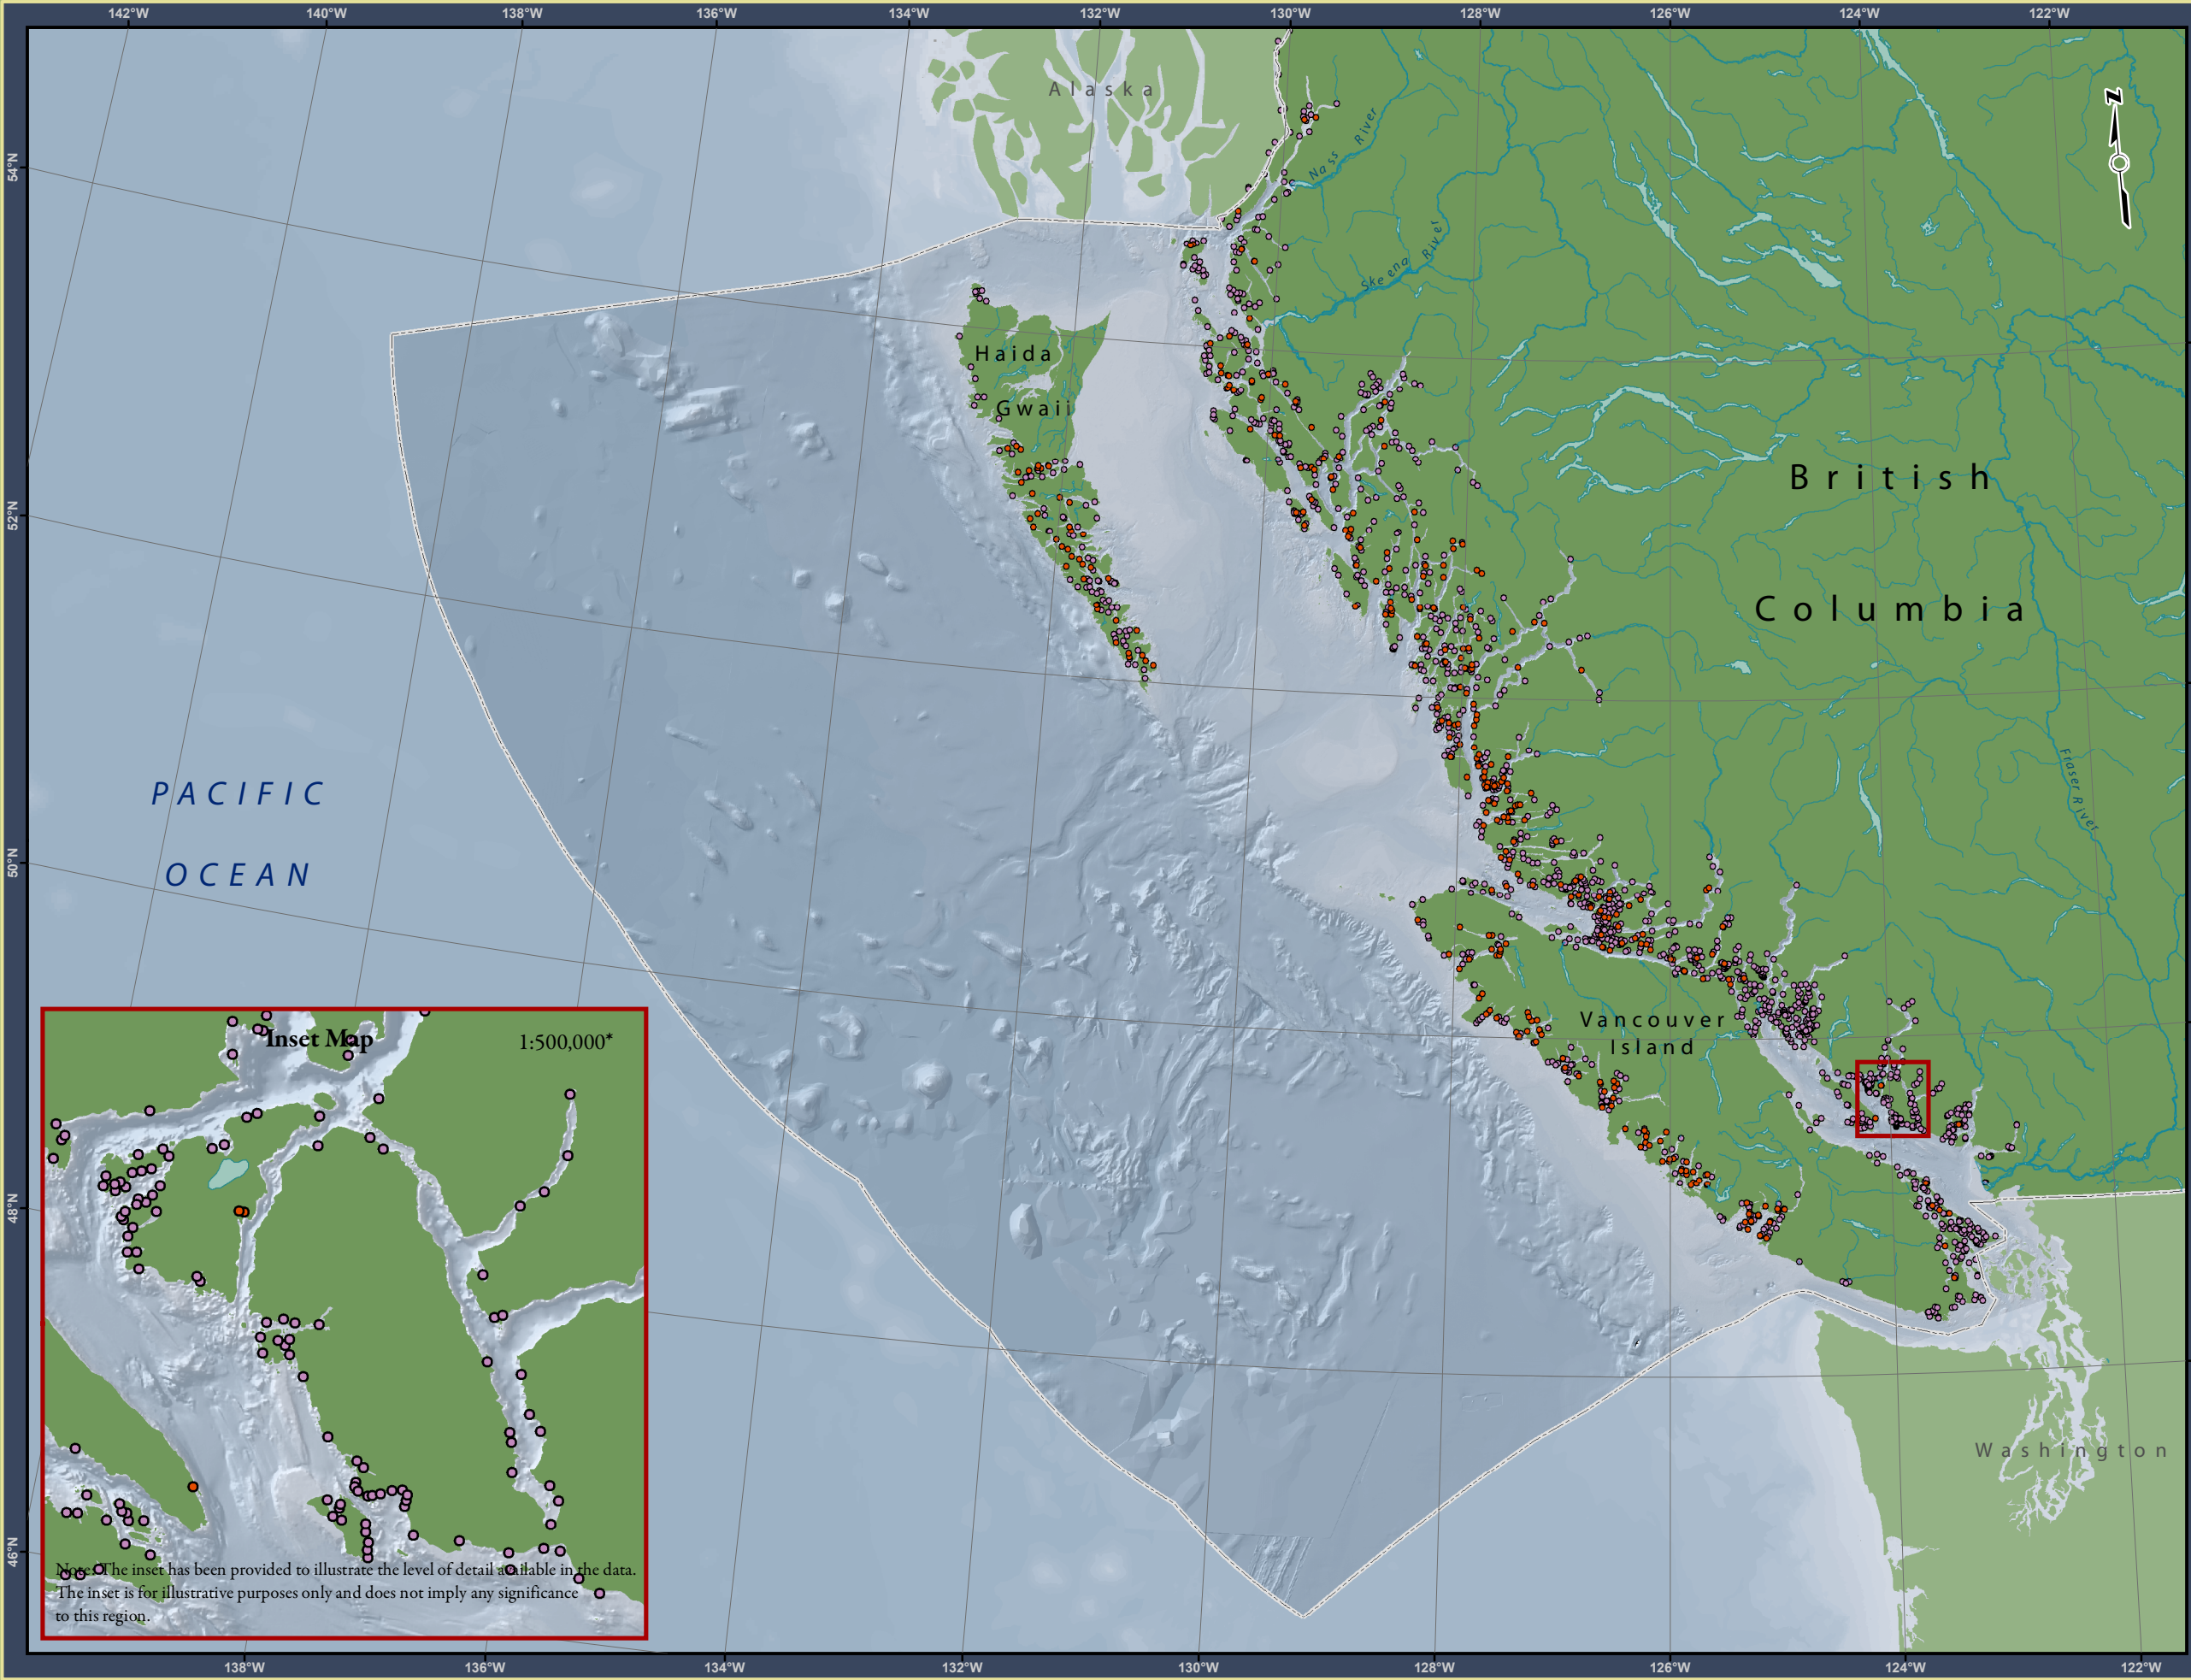 142°W 140°W 138°W 136°W 134°W 132°W 130°W 128°W 126°W 124°W 122°W
Alaska
N
54°N
Nass River
Skeena River
Haida
Gwaii
British
Columbia
52°N
PACIFIC
OCEAN
50°N
Fraser River
Vancouver
Island
Inset Map
1:500,000*
48°N
Washington
46°N
Note: The inset has been provided to illustrate the level of detail available in the data.
The inset is for illustrative purposes only and does not imply any significance
to this region.
138°W 136°W 134°W 132°W 130°W 128°W 126°W 124°W 122°W